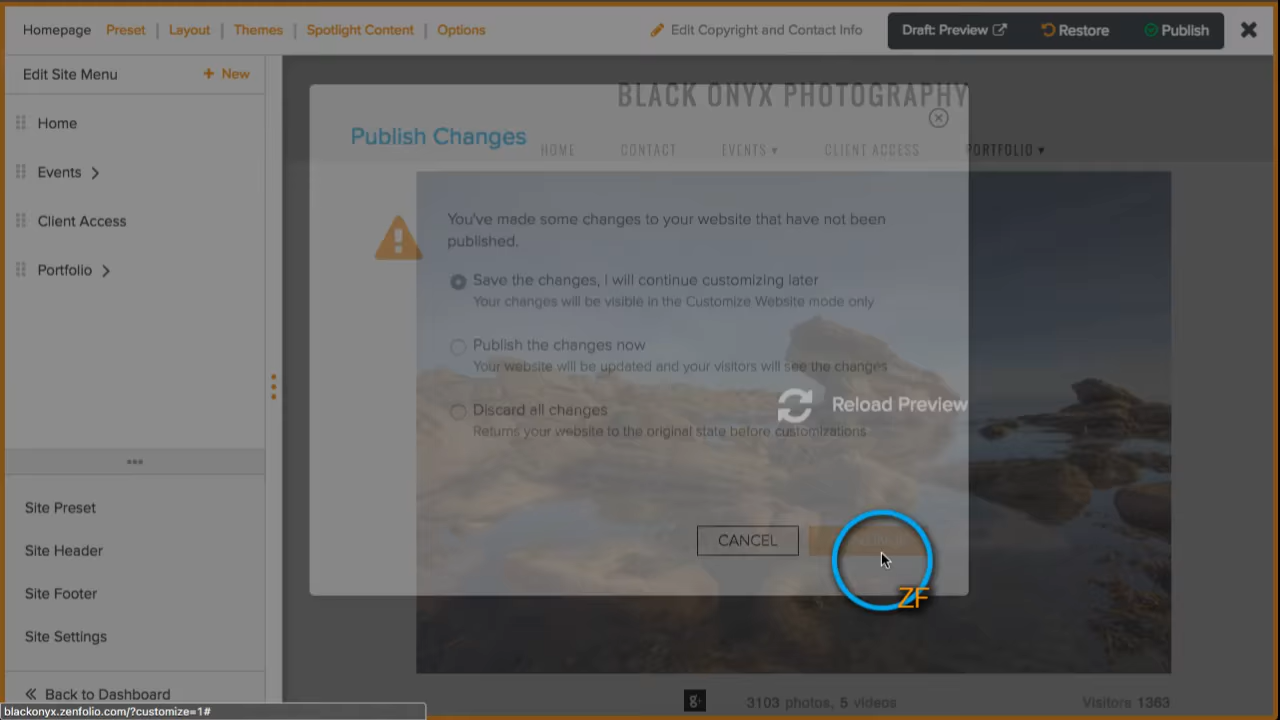 Homepage Preset | Layout | Themes | Spotlight Content | Options Edit Copyright and Contact Info Draft: Preview Restore Publish
Edit Site Menu + New
Home
Events
Client Access
Portfolio
Site Preset
Site Header
Site Footer
Site Settings
Back to Dashboard
blackonyx.zenfolio.com/?customize=1#
BLACK ONYX PHOTOGRAPHY
HOME CONTACT EVENTS ▾ CLIENT ACCESS PORTFOLIO ▾
Publish Changes
You've made some changes to your website that have not been
published.
Save the changes, I will continue customizing later
Your changes will be visible in the Customize Website mode only
Publish the changes now
Your website will be updated and your visitors will see the changes
Discard all changes
Returns your website to the original state before customizations
Reload Preview
CANCEL
ZF
g+ 3103 photos, 5 videos Visitors 1363